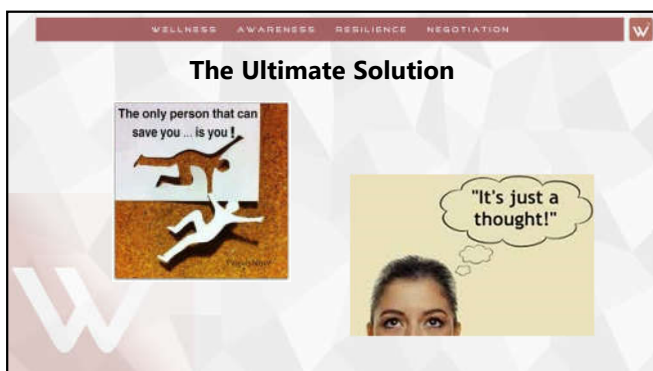 WELLNESS AWARENESS RESILIENCE NEGOTIATION
W
The Ultimate Solution
The only person that can
save you ... is you !
"It's just a
thought!"
W